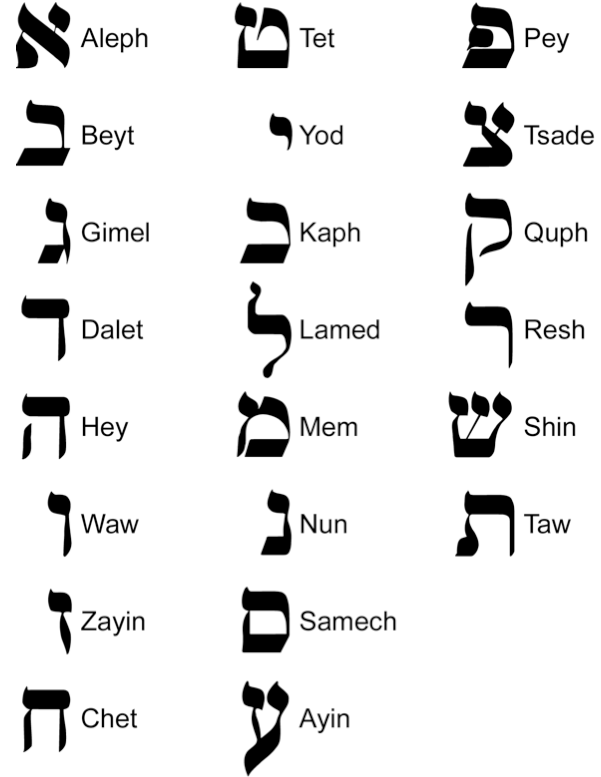 א Aleph ט Tet פ Pey
ב Beyt י Yod צ Tsade
ג Gimel כ Kaph ק Quph
ד Dalet ל Lamed ר Resh
ה Hey מ Mem ש Shin
ו Waw נ Nun ת Taw
ז Zayin ם Samech
ח Chet ע Ayin